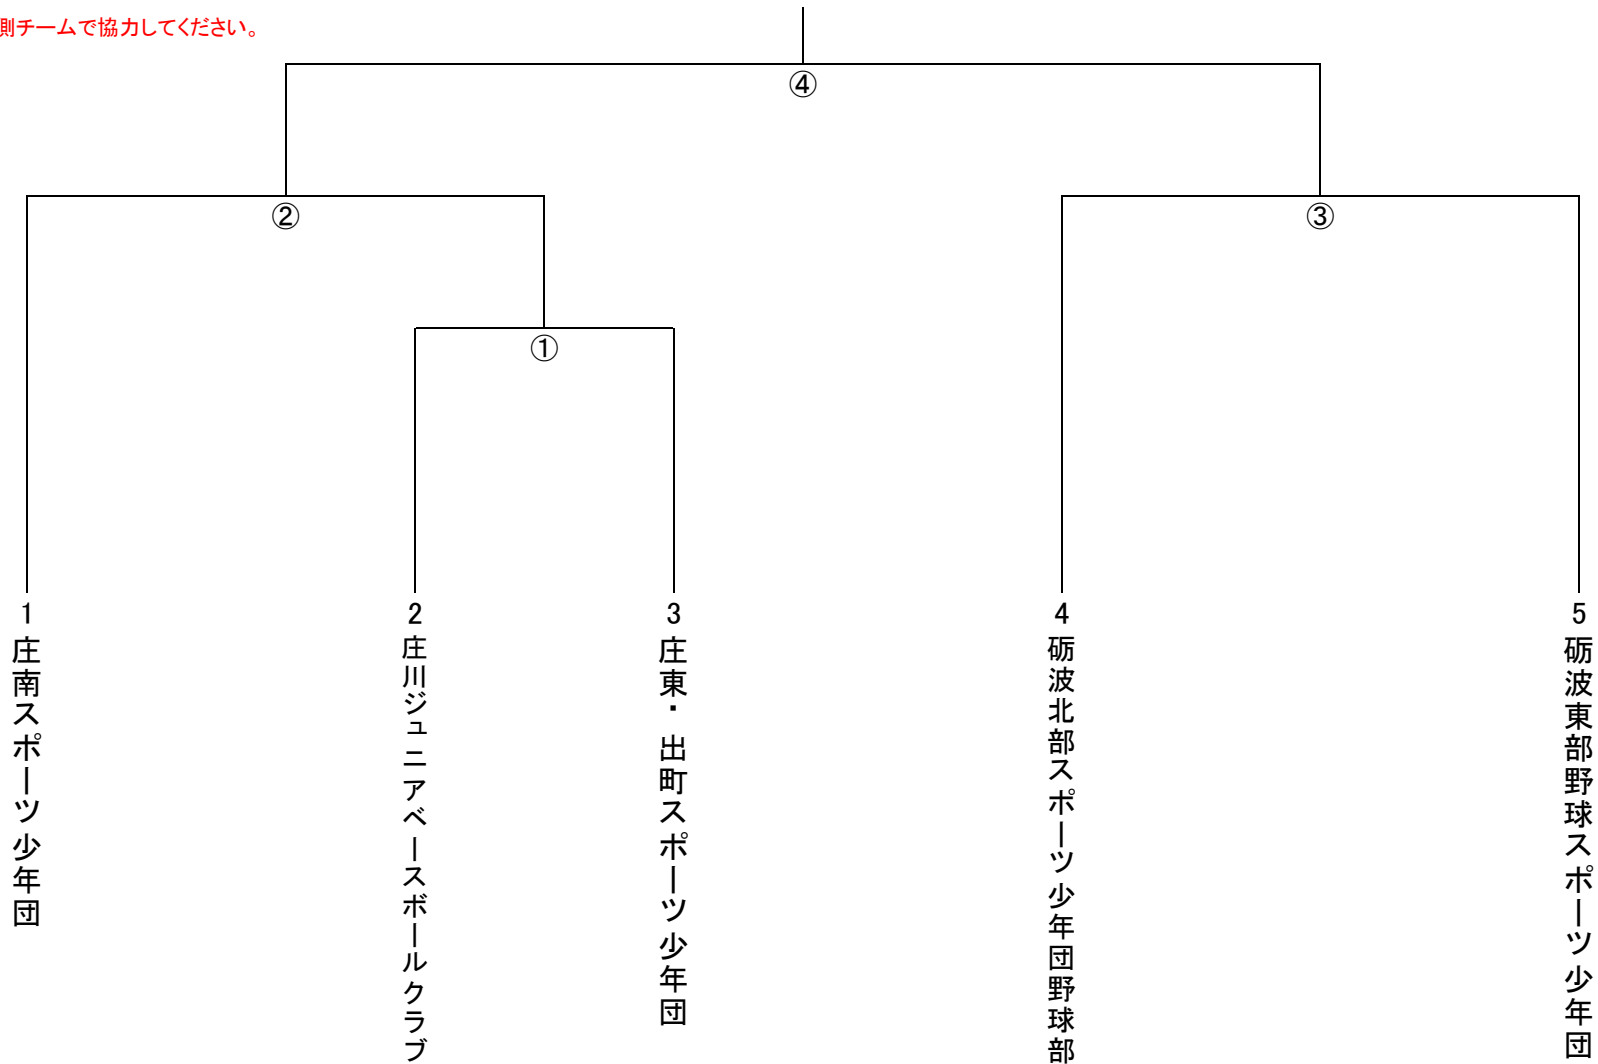 側チームで協力してください。
④
②
③
①
1
庄南スポーツ少年団
2
庄川ジュニアベースボールクラブ
3
庄東・出町スポーツ少年団
4
砺波北部スポーツ少年団野球部
5
砺波東部野球スポーツ少年団